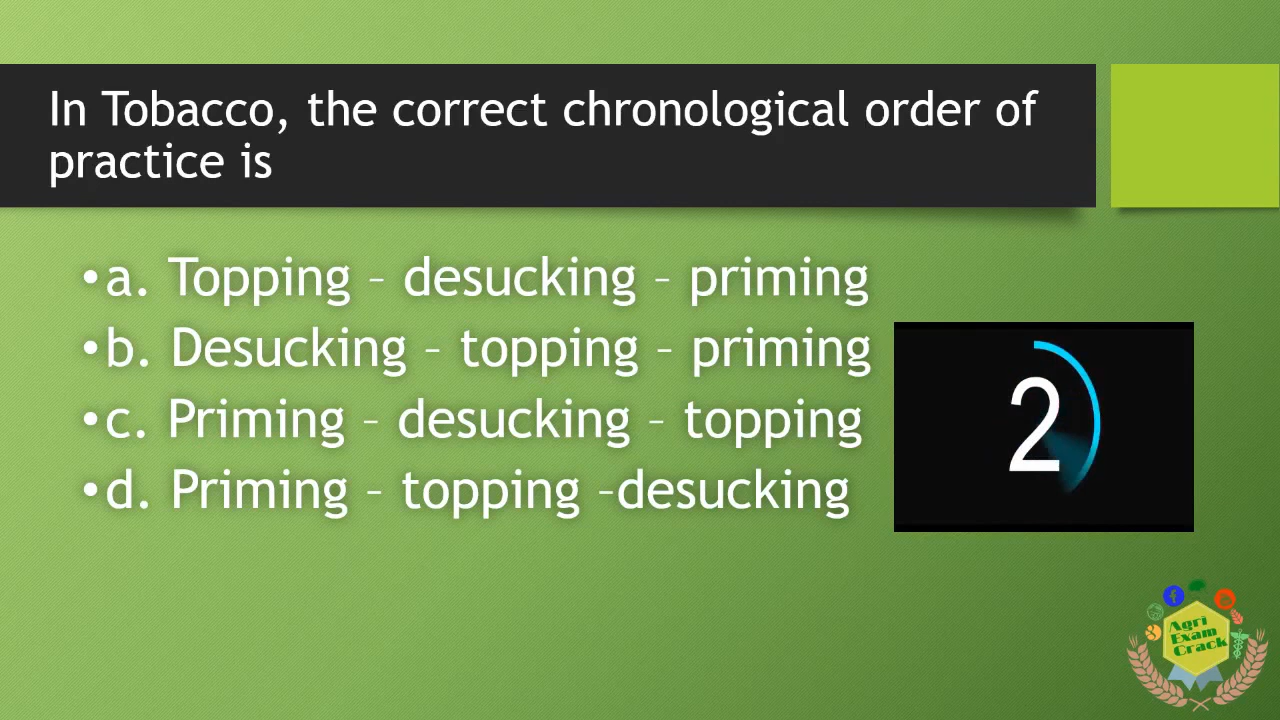 In Tobacco, the correct chronological order of
practice is
•a. Topping – desucking – priming
•b. Desucking – topping – priming
•c. Priming – desucking – topping
•d. Priming – topping –desucking
2
Agri
Exam
Crack